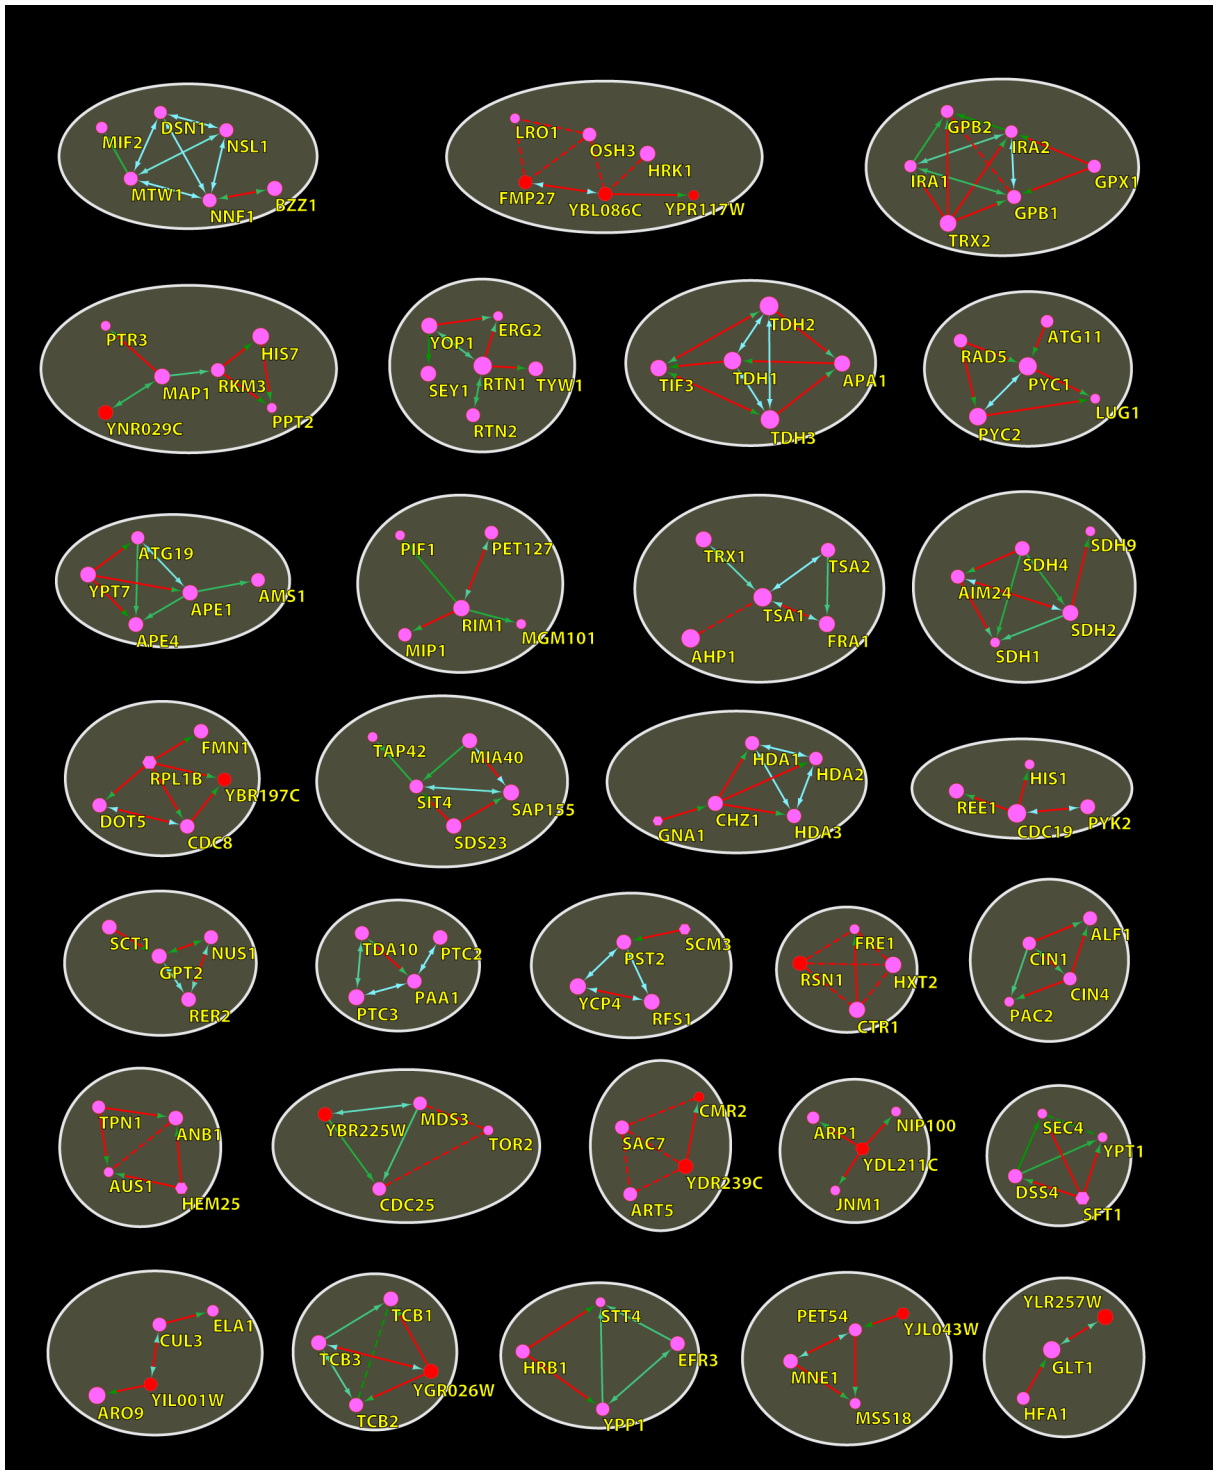 MIF2
DSN1
NSL1
MTW1
NNF1
BZZ1
LRO1
OSH3
HRK1
FMP27
YBL086C
YPR117W
GPB2
IRA2
IRA1
GPX1
GPB1
TRX2
PTR3
HIS7
MAP1
RKM3
YNR029C
PPT2
YOP1
ERG2
SEY1
RTN1
TYW1
RTN2
TDH2
TIF3
TDH1
APA1
TDH3
ATG11
RAD5
PYC1
LUG1
PYC2
ATG19
YPT7
APE1
AMS1
APE4
PIF1
PET127
RIM1
MIP1
MGM101
TRX1
TSA2
TSA1
AHP1
FRA1
SDH9
SDH4
AIM24
SDH2
SDH1
FMN1
RPL1B
YBR197C
DOT5
CDC8
TAP42
MIA40
SIT4
SAP155
SDS23
HDA1
HDA2
GNA1
CHZ1
HDA3
HIS1
REE1
CDC19
PYK2
SCT1
NUS1
GPT2
RER2
TDA10
PTC2
PAA1
PTC3
SCM3
PST2
YCP4
RFS1
FRE1
RSN1
HXT2
CTR1
ALF1
CIN1
CIN4
PAC2
TPN1
ANB1
AUS1
HEM25
YBR225W
MDS3
TOR2
CDC25
CMR2
SAC7
YDR239C
ART5
ARP1
NIP100
YDL211C
JNM1
SEC4
YPT1
DSS4
SFT1
CUL3
ELA1
YIL001W
ARO9
TCB1
TCB3
YGR026W
TCB2
STT4
HRB1
EFR3
YPP1
PET54
YJL043W
MNE1
MSS18
YLR257W
GLT1
HFA1